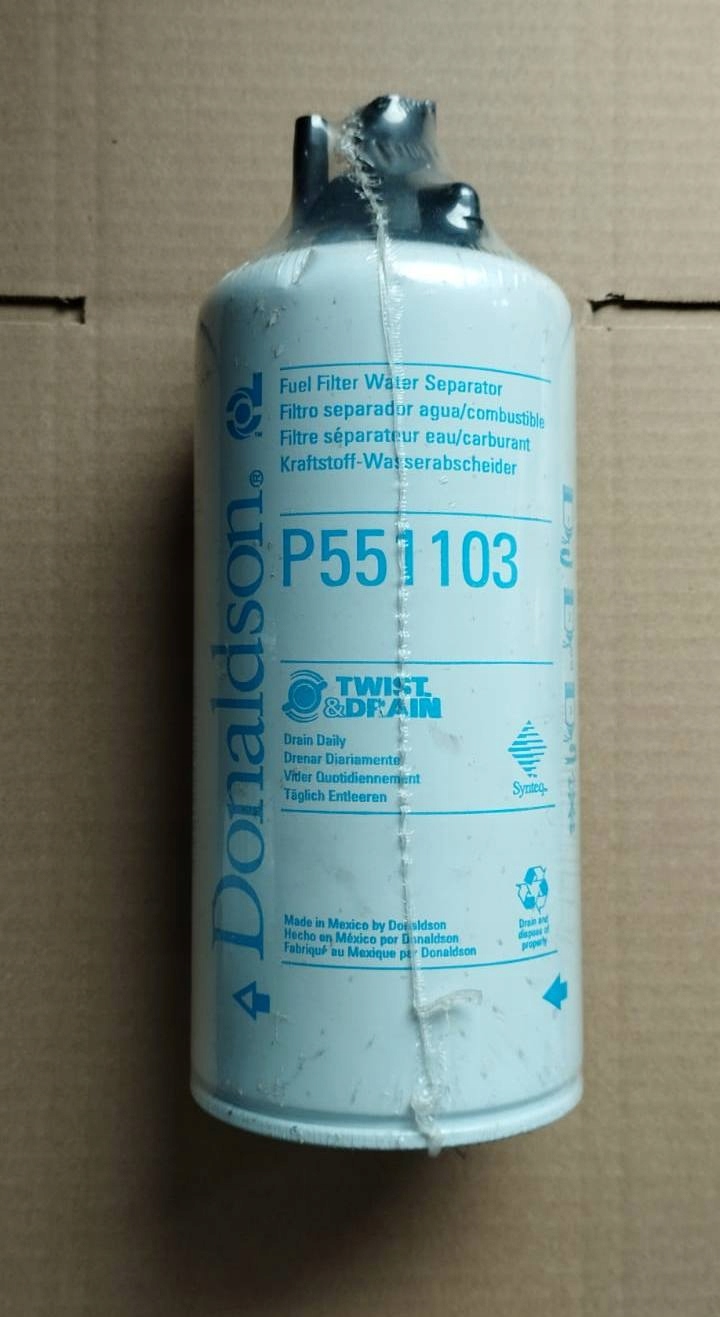 Donaldson®
Fuel Filter Water Separator
Filtro separador agua/combustible
Filtre séparateur eau/carburant
Kraftstoff-Wasserabscheider
P551103
TWIST
&DRAIN
Drain Daily
Drenar Diariamente
Vider Quotidiennement
Täglich Entleeren
Synteq™
Made in Mexico by Donaldson
Hecho en México por Donaldson
Fabriqué au Mexique par Donaldson
Drain and
dispose of
properly